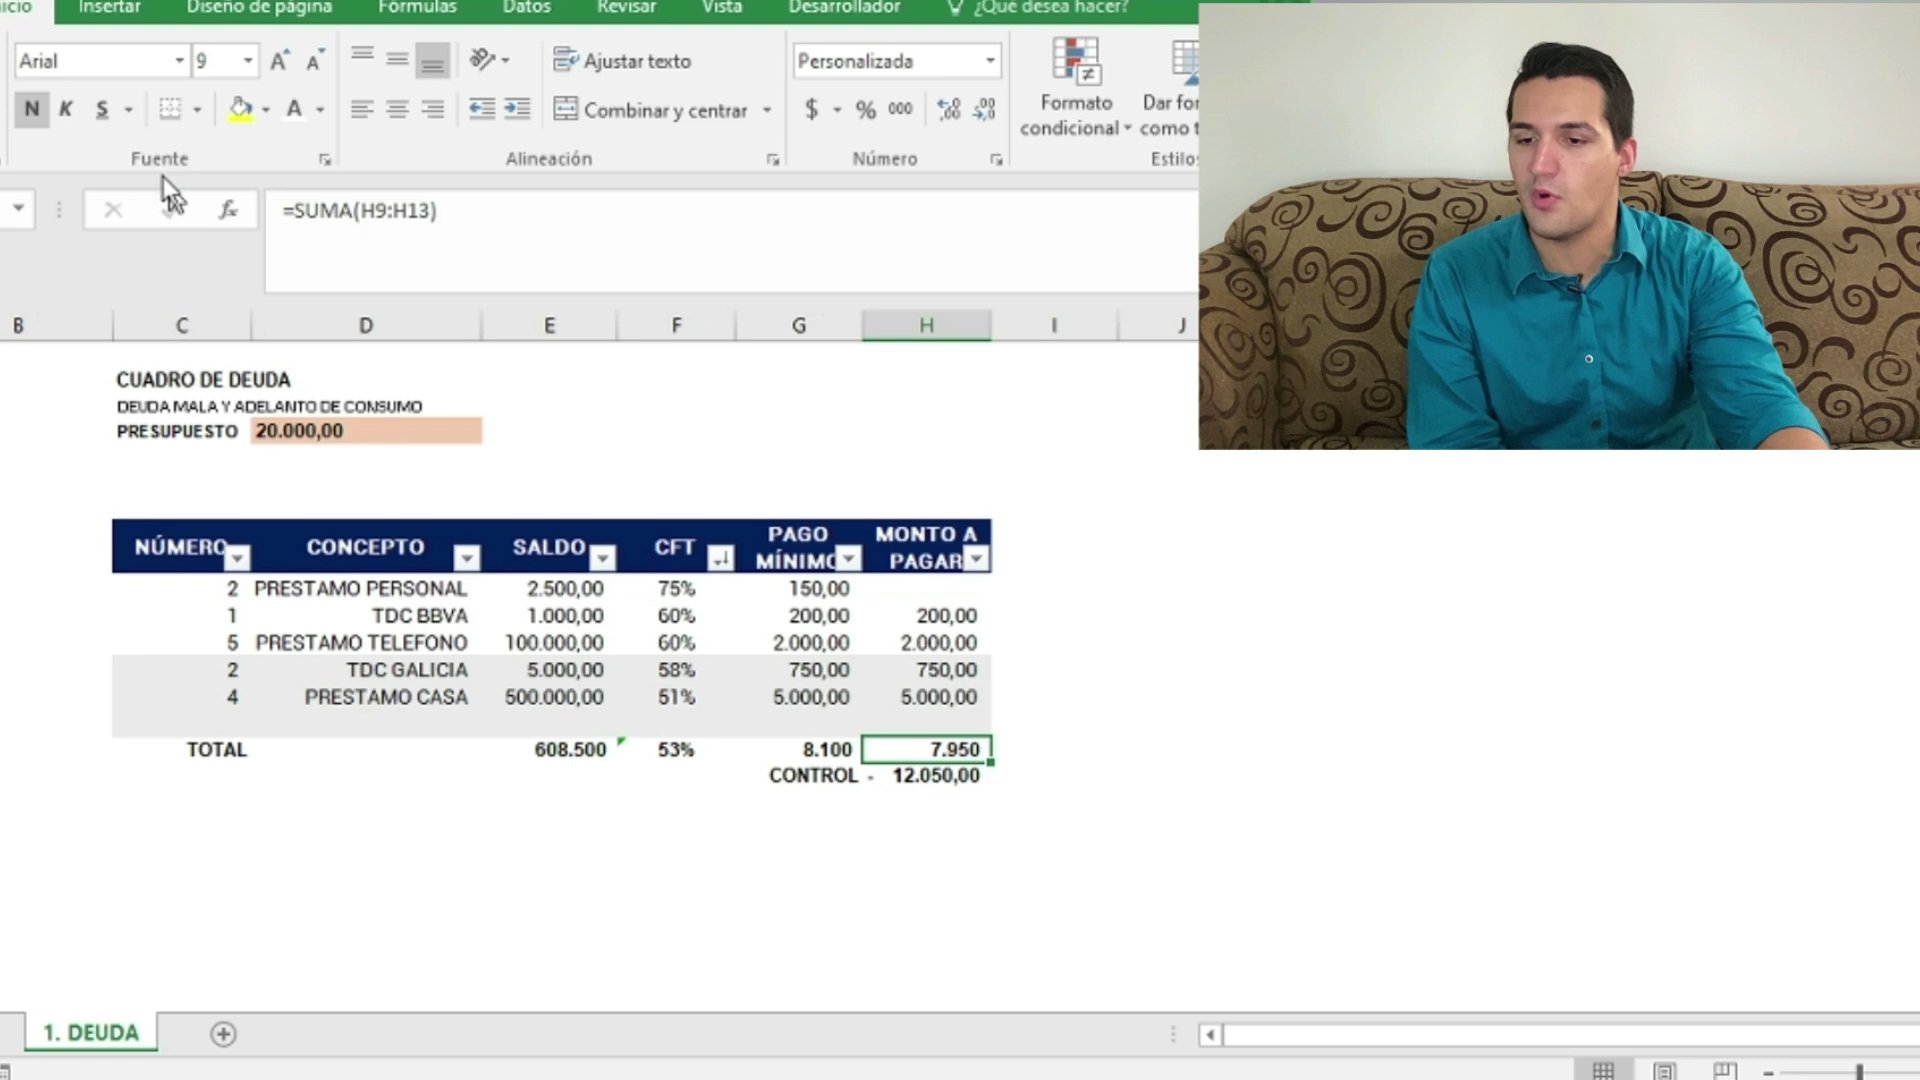 Insertar Diseño de página Fórmulas Datos Revisar Vista Desarrollador ¿Qué desea hacer?
Arial 9 A A Ajustar texto Personalizada
N K S A Combinar y centrar $ % 000 Formato condicional
Fuente Alineación Número
fx =SUMA(H9:H13)
B C D E F G H I J
CUADRO DE DEUDA
DEUDA MALA Y ADELANTO DE CONSUMO
PRESUPUESTO 20.000,00
NÚMERO CONCEPTO SALDO CFT PAGO MÍNIMO MONTO A PAGAR
2 PRESTAMO PERSONAL 2.500,00 75% 150,00
1 TDC BBVA 1.000,00 60% 200,00 200,00
5 PRESTAMO TELEFONO 100.000,00 60% 2.000,00 2.000,00
2 TDC GALICIA 5.000,00 58% 750,00 750,00
4 PRESTAMO CASA 500.000,00 51% 5.000,00 5.000,00
TOTAL 608.500 53% 8.100 7.950
CONTROL - 12.050,00
1. DEUDA